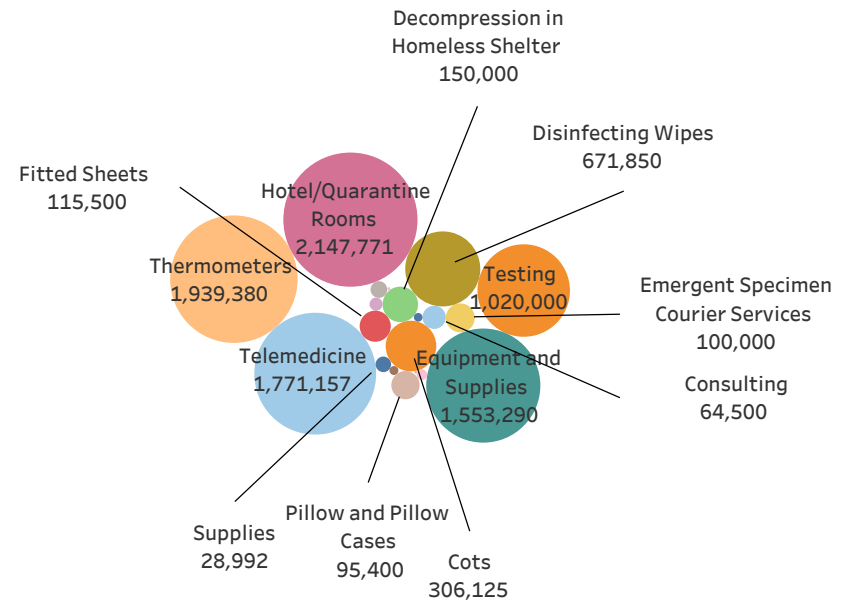 Decompression in
Homeless Shelter
150,000
Disinfecting Wipes
671,850
Fitted Sheets
115,500
Hotel/Quarantine
Rooms
2,147,771
Thermometers
1,939,380
Testing
1,020,000
Emergent Specimen
Courier Services
100,000
Telemedicine
1,771,157
Equipment and
Supplies
1,553,290
Consulting
64,500
Supplies
28,992
Pillow and Pillow
Cases
95,400
Cots
306,125